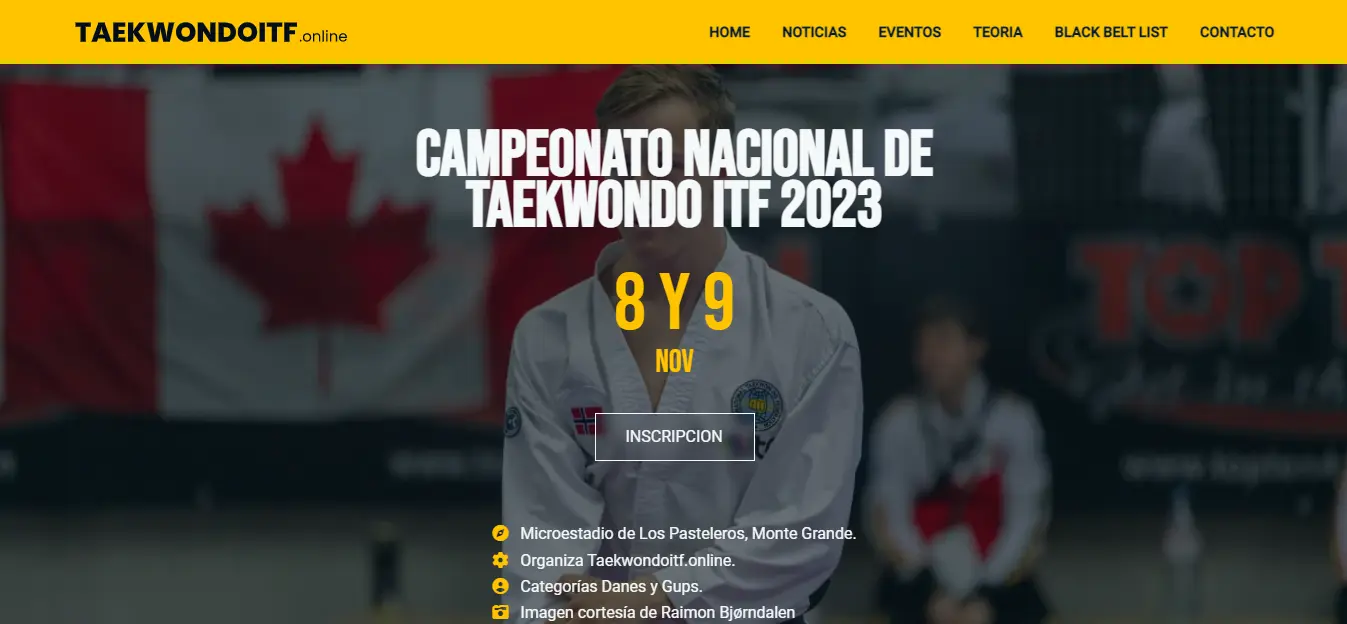 TAEKWONDOITF.online
HOME NOTICIAS EVENTOS TEORIA BLACK BELT LIST CONTACTO
CAMPEONATO NACIONAL DE
TAEKWONDO ITF 2023
8 Y 9
NOV
INSCRIPCION
Microestadio de Los Pasteleros, Monte Grande.
Organiza Taekwondoitf.online.
Categorías Danes y Gups.
Imagen cortesía de Raimon Bjørndalen
TOP T